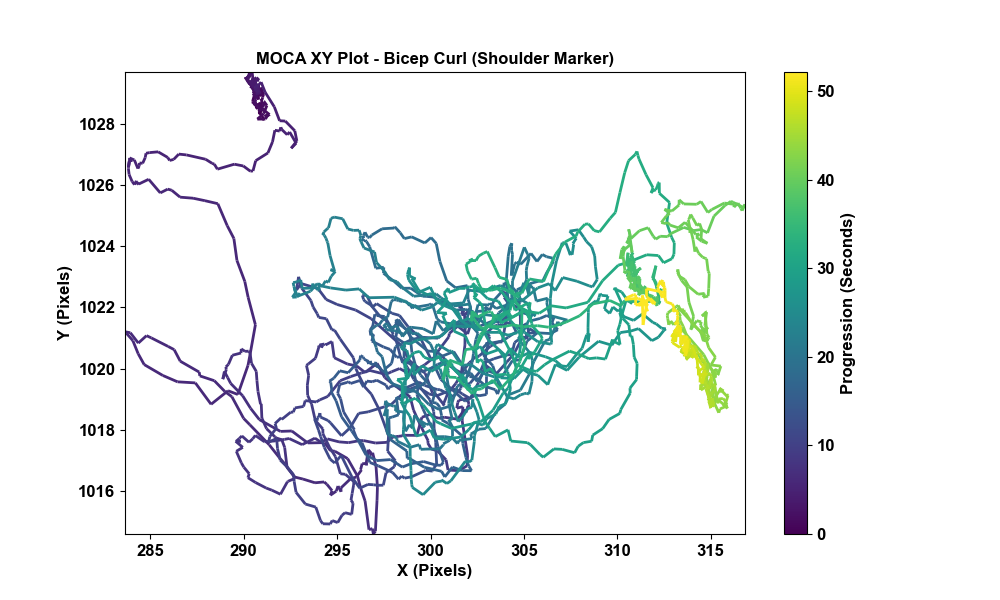 MOCA XY Plot - Bicep Curl (Shoulder Marker)
1028
1026
1024
1022
1020
1018
1016
Y (Pixels)
285 290 295 300 305 310 315
X (Pixels)
50
40
30
20
10
0
Progression (Seconds)